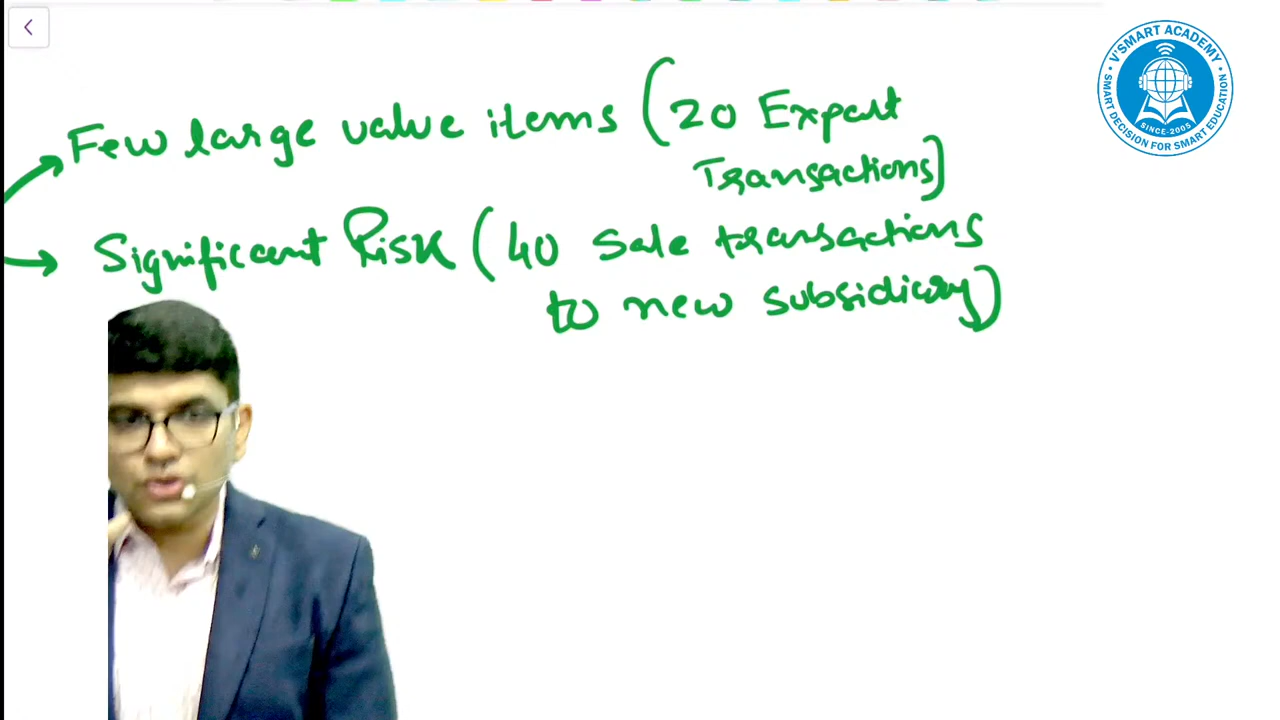 Few large value items (20 Export
Transactions)
Significant Risk (40 Sale transactions
to new subsidiary)
V'SMART ACADEMY
SINCE-2005
SMART DECISION FOR SMART EDUCATION